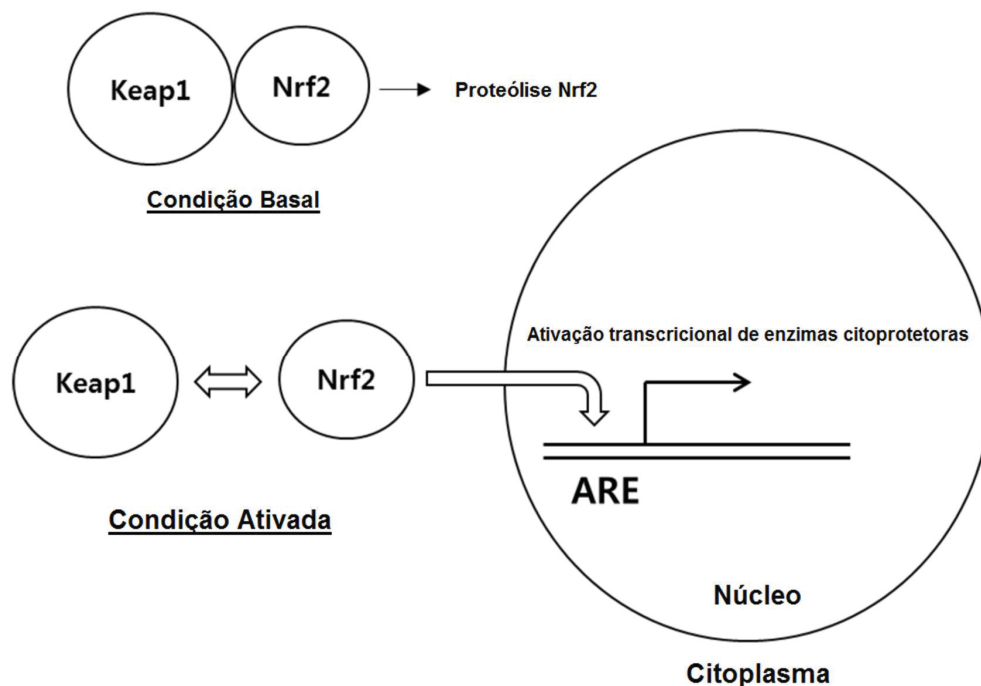 Keap1
Nrf2
Proteólise Nrf2
Condição Basal
Ativação transcricional de enzimas citoprotetoras
Keap1
Nrf2
ARE
Condição Ativada
Núcleo
Citoplasma